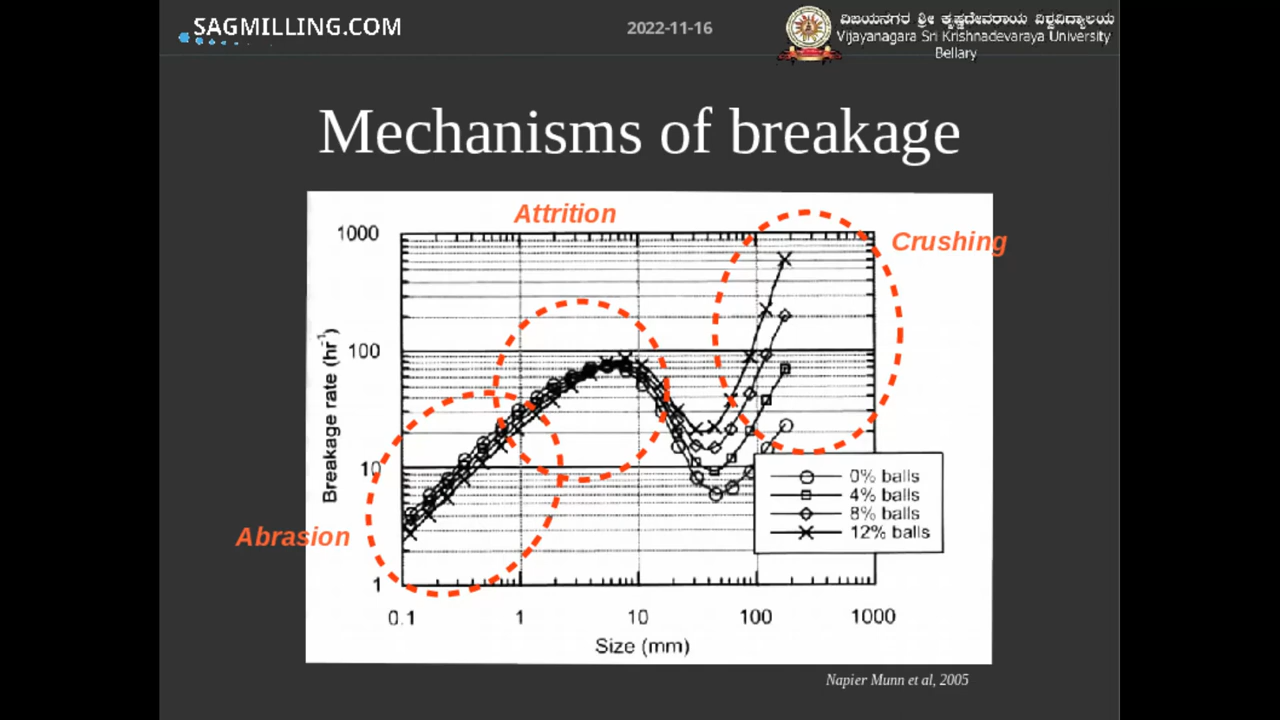 SAGMILLING.COM
2022-11-16
ವಿಜಯನಗರ ಶ್ರೀ ಕೃಷ್ಣದೇವರಾಯ ವಿಶ್ವವಿದ್ಯಾಲಯ
Vijayanagara Sri Krishnadevaraya University
Bellary
Mechanisms of breakage
Attrition
Crushing
Abrasion
Breakage rate (hr-1)
1000
100
10
1
0% balls
4% balls
8% balls
12% balls
0.1 1 10 100 1000
Size (mm)
Napier Munn et al, 2005